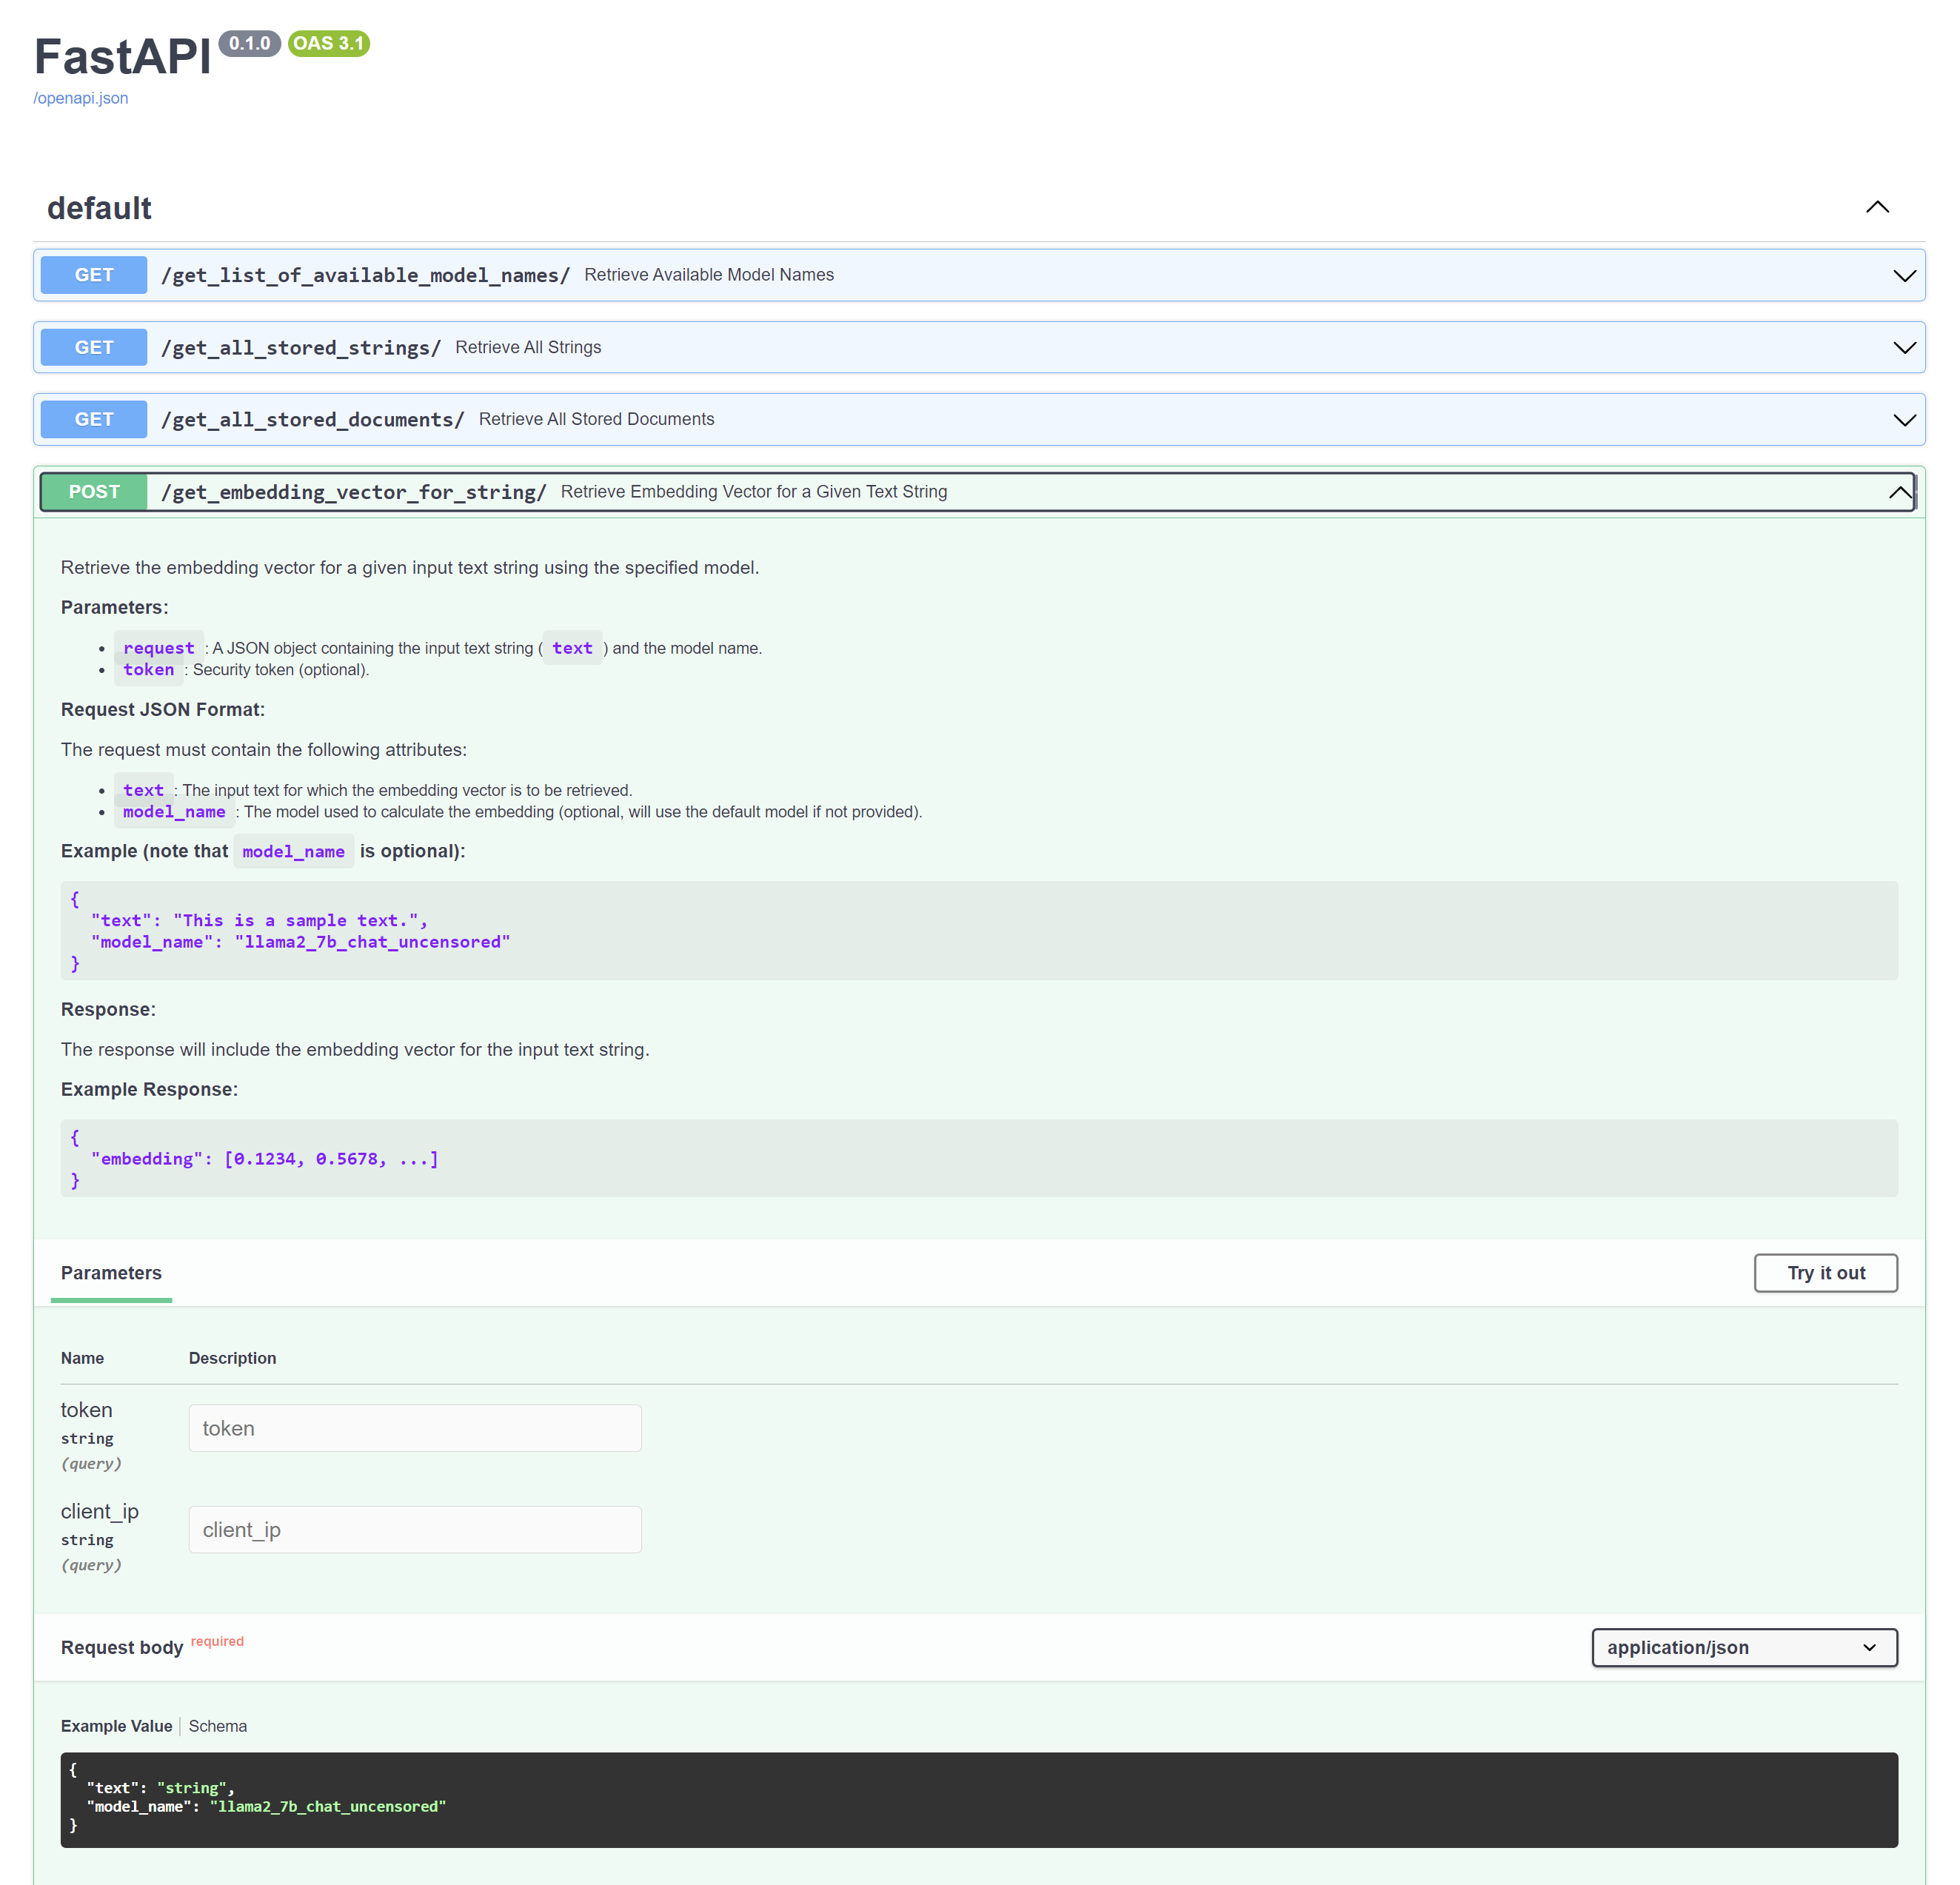 FastAPI 0.1.0 OAS 3.1
/openapi.json
default
GET /get_list_of_available_model_names/ Retrieve Available Model Names
GET /get_all_stored_strings/ Retrieve All Strings
GET /get_all_stored_documents/ Retrieve All Stored Documents
POST /get_embedding_vector_for_string/ Retrieve Embedding Vector for a Given Text String
Retrieve the embedding vector for a given input text string using the specified model.
Parameters:
• request : A JSON object containing the input text string ( text ) and the model name.
• token : Security token (optional).
Request JSON Format:
The request must contain the following attributes:
• text : The input text for which the embedding vector is to be retrieved.
• model_name : The model used to calculate the embedding (optional, will use the default model if not provided).
Example (note that model_name is optional):
{
"text": "This is a sample text.",
"model_name": "llama2_7b_chat_uncensored"
}
Response:
The response will include the embedding vector for the input text string.
Example Response:
{
"embedding": [0.1234, 0.5678, ...]
}
Parameters Try it out
Name Description
token token
string
(query)
client_ip client_ip
string
(query)
Request body required application/json
Example Value | Schema
{
"text": "string",
"model_name": "llama2_7b_chat_uncensored"
}